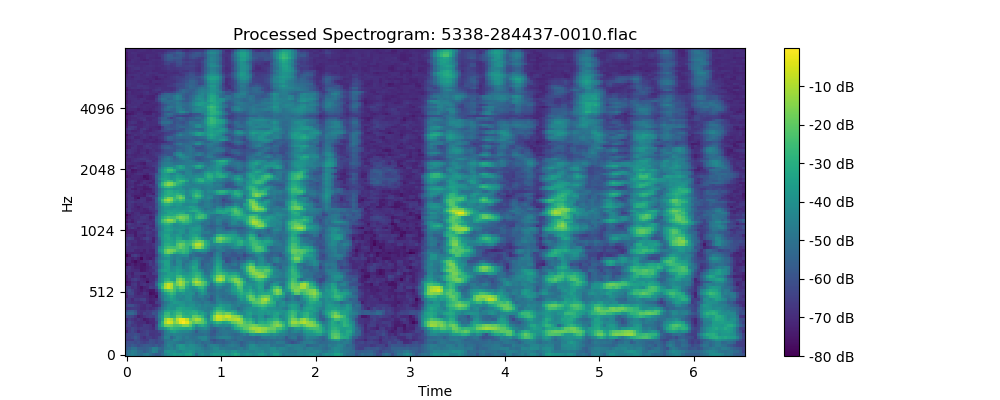 Processed Spectrogram: 5338-284437-0010.flac
4096
2048
1024
512
0
Hz
0 1 2 3 4 5 6
Time
-10 dB
-20 dB
-30 dB
-40 dB
-50 dB
-60 dB
-70 dB
-80 dB